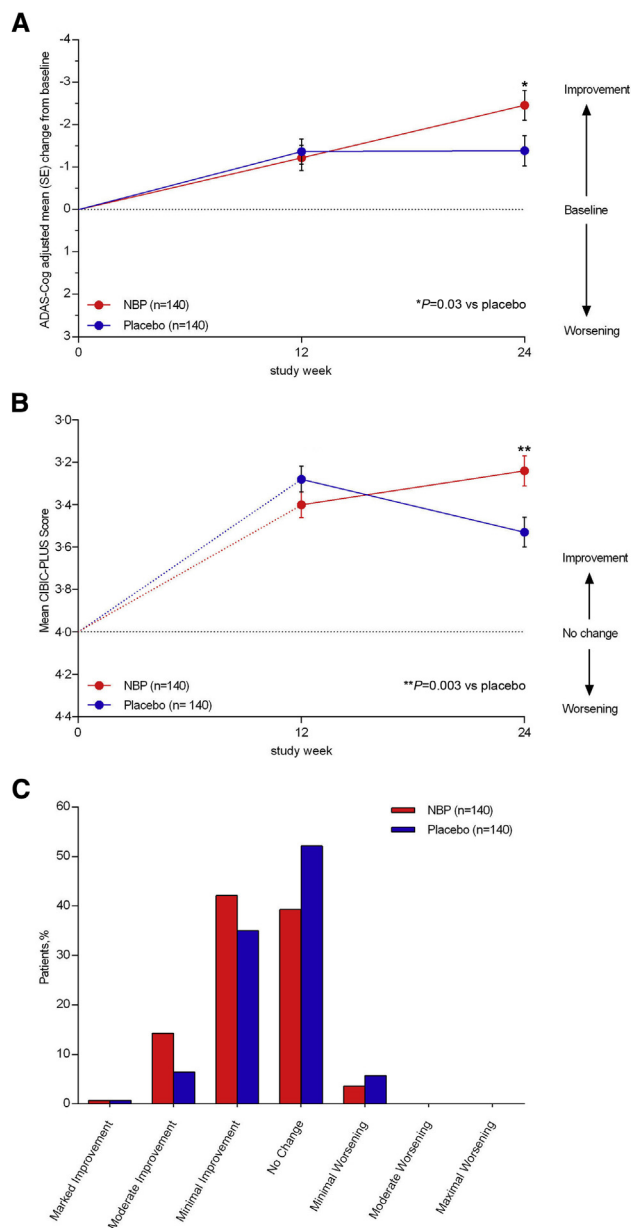 A
-4
-3
-2
-1
0
1
2
3
ADAS-Cog adjusted mean (SE) change from baseline
*
NBP (n=140)
Placebo (n=140)
*P=0.03 vs placebo
0
12
24
study week
Improvement
Baseline
Worsening
B
3·0
3·2
3·4
3·6
4·0
4·2
4·4
Mean CIBIC-PLUS Score
**
NBP (n=140)
Placebo (n= 140)
**P=0.003 vs placebo
0
12
24
study week
Improvement
No change
Worsening
C
60
50
40
30
20
10
0
Patients,%
NBP (n=140)
Placebo (n=140)
Marked Improvement
Moderate Improvement
Minimal Improvement
No Change
Minimal Worsening
Moderate Worsening
Maximal Worsening